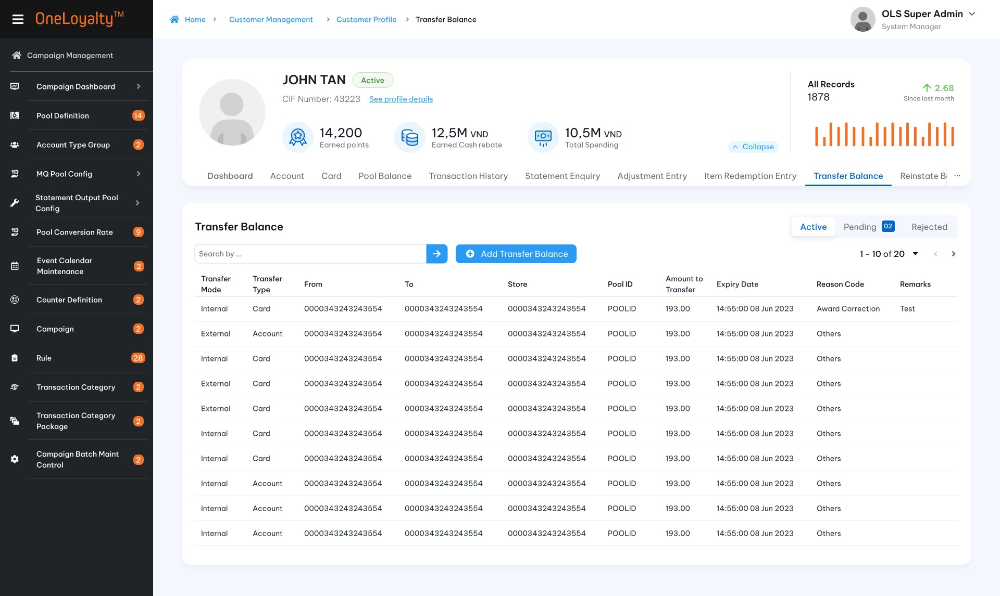 OneLoyalty™
Home
Customer Management
Customer Profile
Transfer Balance
OLS Super Admin
System Manager
Campaign Management
Campaign Dashboard
Pool Definition
14
Account Type Group
2
MQ Pool Config
Statement Output Pool
Config
Pool Conversion Rate
9
Event Calendar
Maintenance
2
Counter Definition
2
Campaign
2
Rule
28
Transaction Category
2
Transaction Category
Package
2
Campaign Batch Maint
Control
2
JOHN TAN
Active
CIF Number: 43223
See profile details
14,200
Earned points
12,5M VND
Earned Cash rebate
10,5M VND
Total Spending
Collapse
All Records
1878
2.68
Since last month
Dashboard
Account
Card
Pool Balance
Transaction History
Statement Enquiry
Adjustment Entry
Item Redemption Entry
Transfer Balance
Reinstate
...
Transfer Balance
Active
Pending
02
Rejected
Search by ...
Add Transfer Balance
1 - 10 of 20
Transfer
Mode
Transfer
Type
From
To
Store
Pool ID
Amount to
Transfer
Expiry Date
Reason Code
Remarks
Internal Card 0000343243243554 0000343243243554 0000343243243554 POOLID 193.00 14:55:00 08 Jun 2023 Award Correction Test
External Account 0000343243243554 0000343243243554 0000343243243554 POOLID 193.00 14:55:00 08 Jun 2023 Others
Internal Card 0000343243243554 0000343243243554 0000343243243554 POOLID 193.00 14:55:00 08 Jun 2023 Others
External Card 0000343243243554 0000343243243554 0000343243243554 POOLID 193.00 14:55:00 08 Jun 2023 Others
External Card 0000343243243554 0000343243243554 0000343243243554 POOLID 193.00 14:55:00 08 Jun 2023 Others
Internal Card 0000343243243554 0000343243243554 0000343243243554 POOLID 193.00 14:55:00 08 Jun 2023 Others
Internal Card 0000343243243554 0000343243243554 0000343243243554 POOLID 193.00 14:55:00 08 Jun 2023 Others
Internal Account 0000343243243554 0000343243243554 0000343243243554 POOLID 193.00 14:55:00 08 Jun 2023 Others
Internal Account 0000343243243554 0000343243243554 0000343243243554 POOLID 193.00 14:55:00 08 Jun 2023 Others
Internal Account 0000343243243554 0000343243243554 0000343243243554 POOLID 193.00 14:55:00 08 Jun 2023 Others